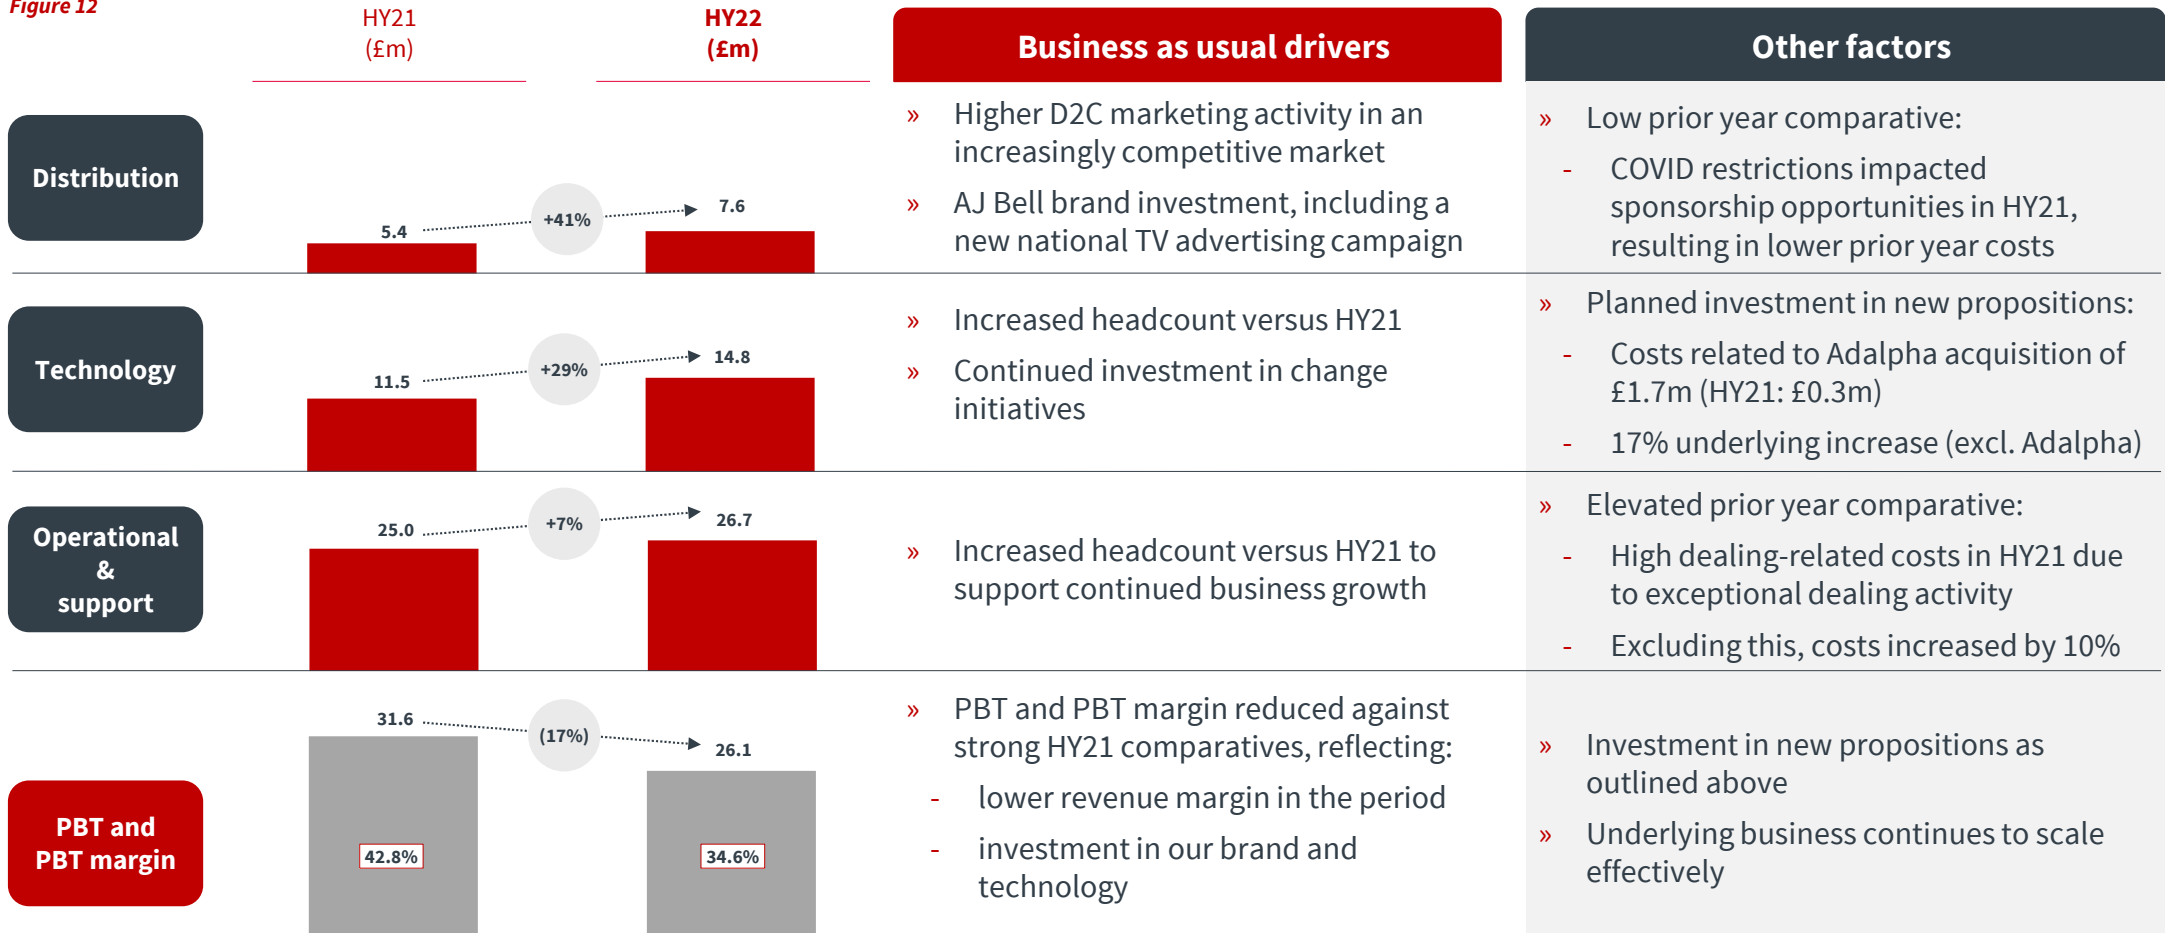 Figure 12
HY21
(£m)
HY22
(£m)
Business as usual drivers
Other factors
Distribution
5.4
+41%
7.6
» Higher D2C marketing activity in an
increasingly competitive market
» AJ Bell brand investment, including a
new national TV advertising campaign
» Low prior year comparative:
- COVID restrictions impacted
sponsorship opportunities in HY21,
resulting in lower prior year costs
Technology
11.5
+29%
14.8
» Increased headcount versus HY21
» Continued investment in change
initiatives
» Planned investment in new propositions:
- Costs related to Adalpha acquisition of
£1.7m (HY21: £0.3m)
- 17% underlying increase (excl. Adalpha)
Operational
&
support
25.0
+7%
26.7
» Increased headcount versus HY21 to
support continued business growth
» Elevated prior year comparative:
- High dealing-related costs in HY21 due
to exceptional dealing activity
- Excluding this, costs increased by 10%
PBT and
PBT margin
31.6
(17%)
26.1
42.8%
34.6%
» PBT and PBT margin reduced against
strong HY21 comparatives, reflecting:
- lower revenue margin in the period
- investment in our brand and
technology
» Investment in new propositions as
outlined above
» Underlying business continues to scale
effectively